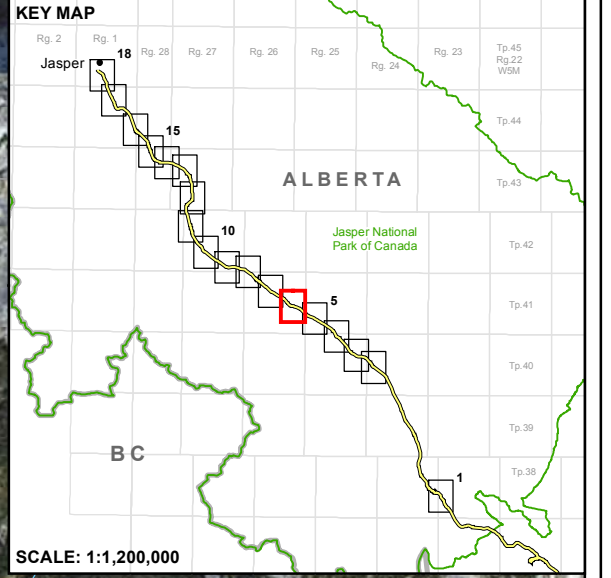 KEY MAP
Rg. 2
Rg. 1
Rg. 28
Rg. 27
Rg. 26
Rg. 25
Rg. 24
Rg. 23
Tp.45
Rg.22
W5M
18
Jasper
Tp.44
15
ALBERTA
Tp.43
10
Jasper National
Park of Canada
Tp.42
5
Tp.41
Tp.40
Tp.39
BC
Tp.38
1
SCALE: 1:1,200,000